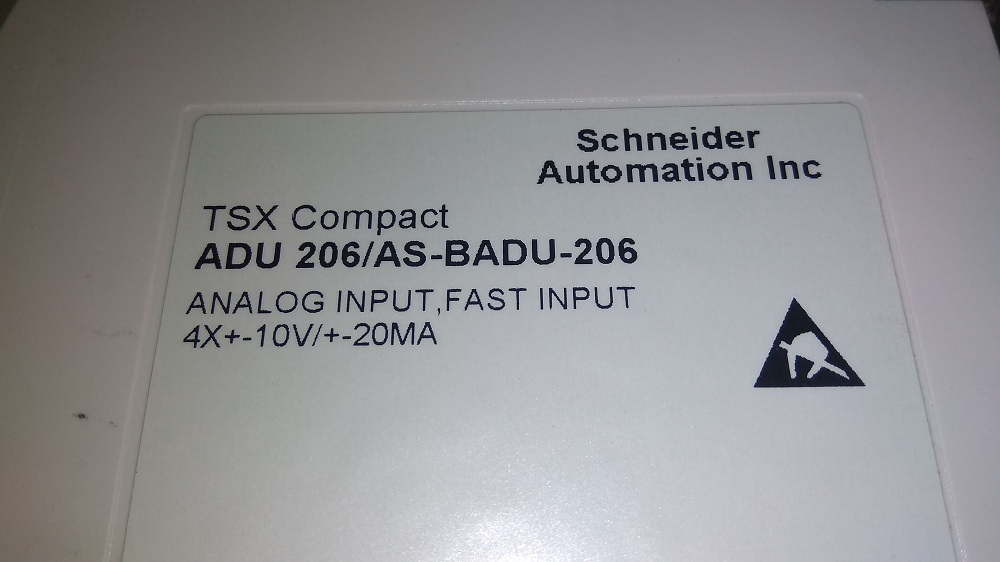 Schneider
Automation Inc
TSX Compact
ADU 206/AS-BADU-206
ANALOG INPUT,FAST INPUT
4X+-10V/+-20MA